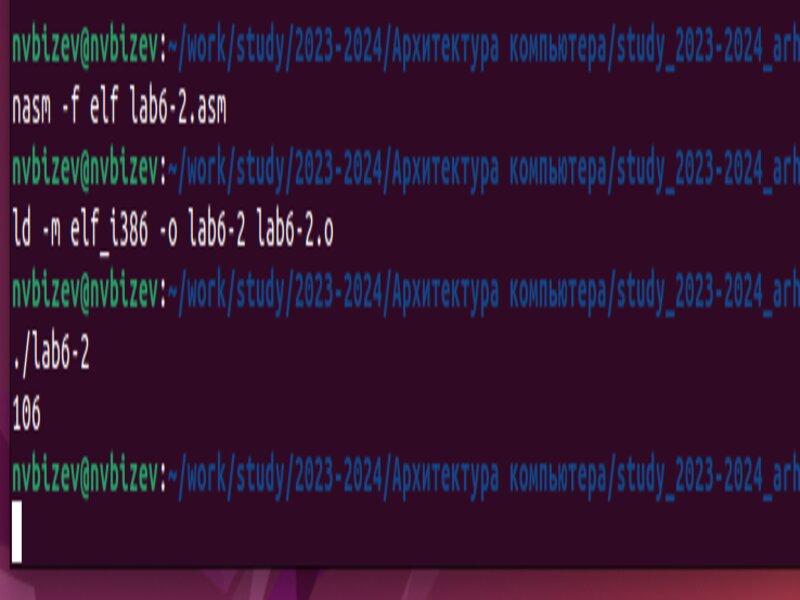 nvbizev@nvbizev:~/work/study/2023-2024/Архитектура компьютера/study_2023-2024_arh
nasm -f elf lab6-2.asm
nvbizev@nvbizev:~/work/study/2023-2024/Архитектура компьютера/study_2023-2024_arh
ld -m elf_i386 -o lab6-2 lab6-2.o
nvbizev@nvbizev:~/work/study/2023-2024/Архитектура компьютера/study_2023-2024_arh
./lab6-2
106
nvbizev@nvbizev:~/work/study/2023-2024/Архитектура компьютера/study_2023-2024_arh